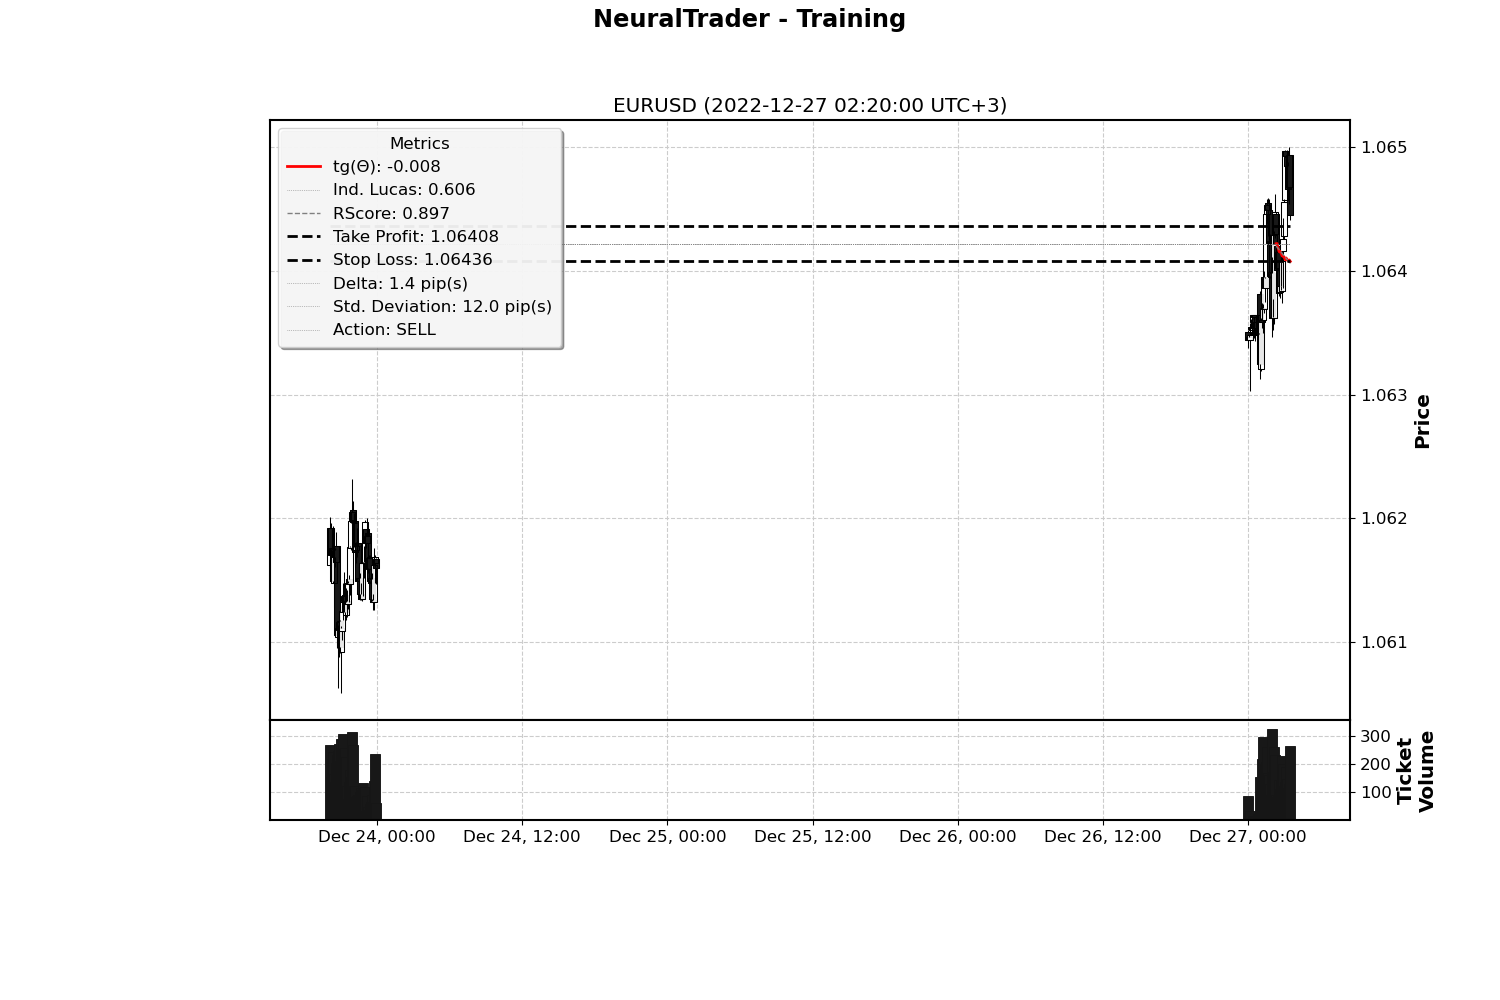 NeuralTrader - Training
EURUSD (2022-12-27 02:20:00 UTC+3)
Metrics
tg(Θ): -0.008
Ind. Lucas: 0.606
RScore: 0.897
Take Profit: 1.06408
Stop Loss: 1.06436
Delta: 1.4 pip(s)
Std. Deviation: 12.0 pip(s)
Action: SELL
1.065
1.064
1.063
1.062
1.061
Price
300
200
100
Ticket
Volume
Dec 24, 00:00
Dec 24, 12:00
Dec 25, 00:00
Dec 25, 12:00
Dec 26, 00:00
Dec 26, 12:00
Dec 27, 00:00